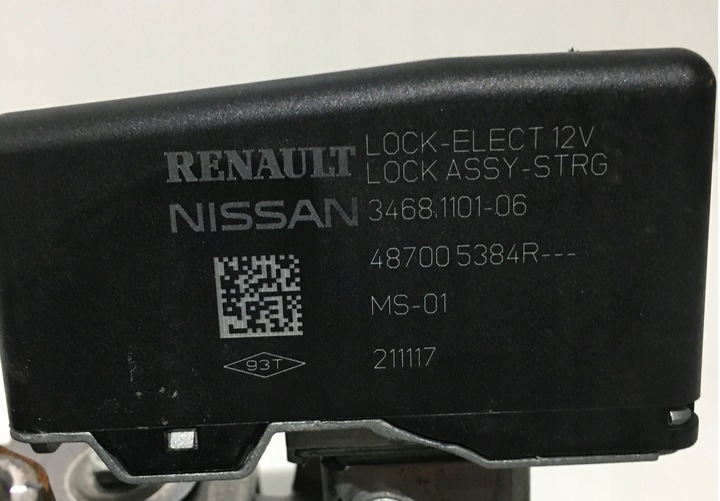 RENAULT
NISSAN
93T
LOCK-ELECT 12V
LOCK ASSY-STRG
3468.1101-06
48700 5384R---
MS-01
211117